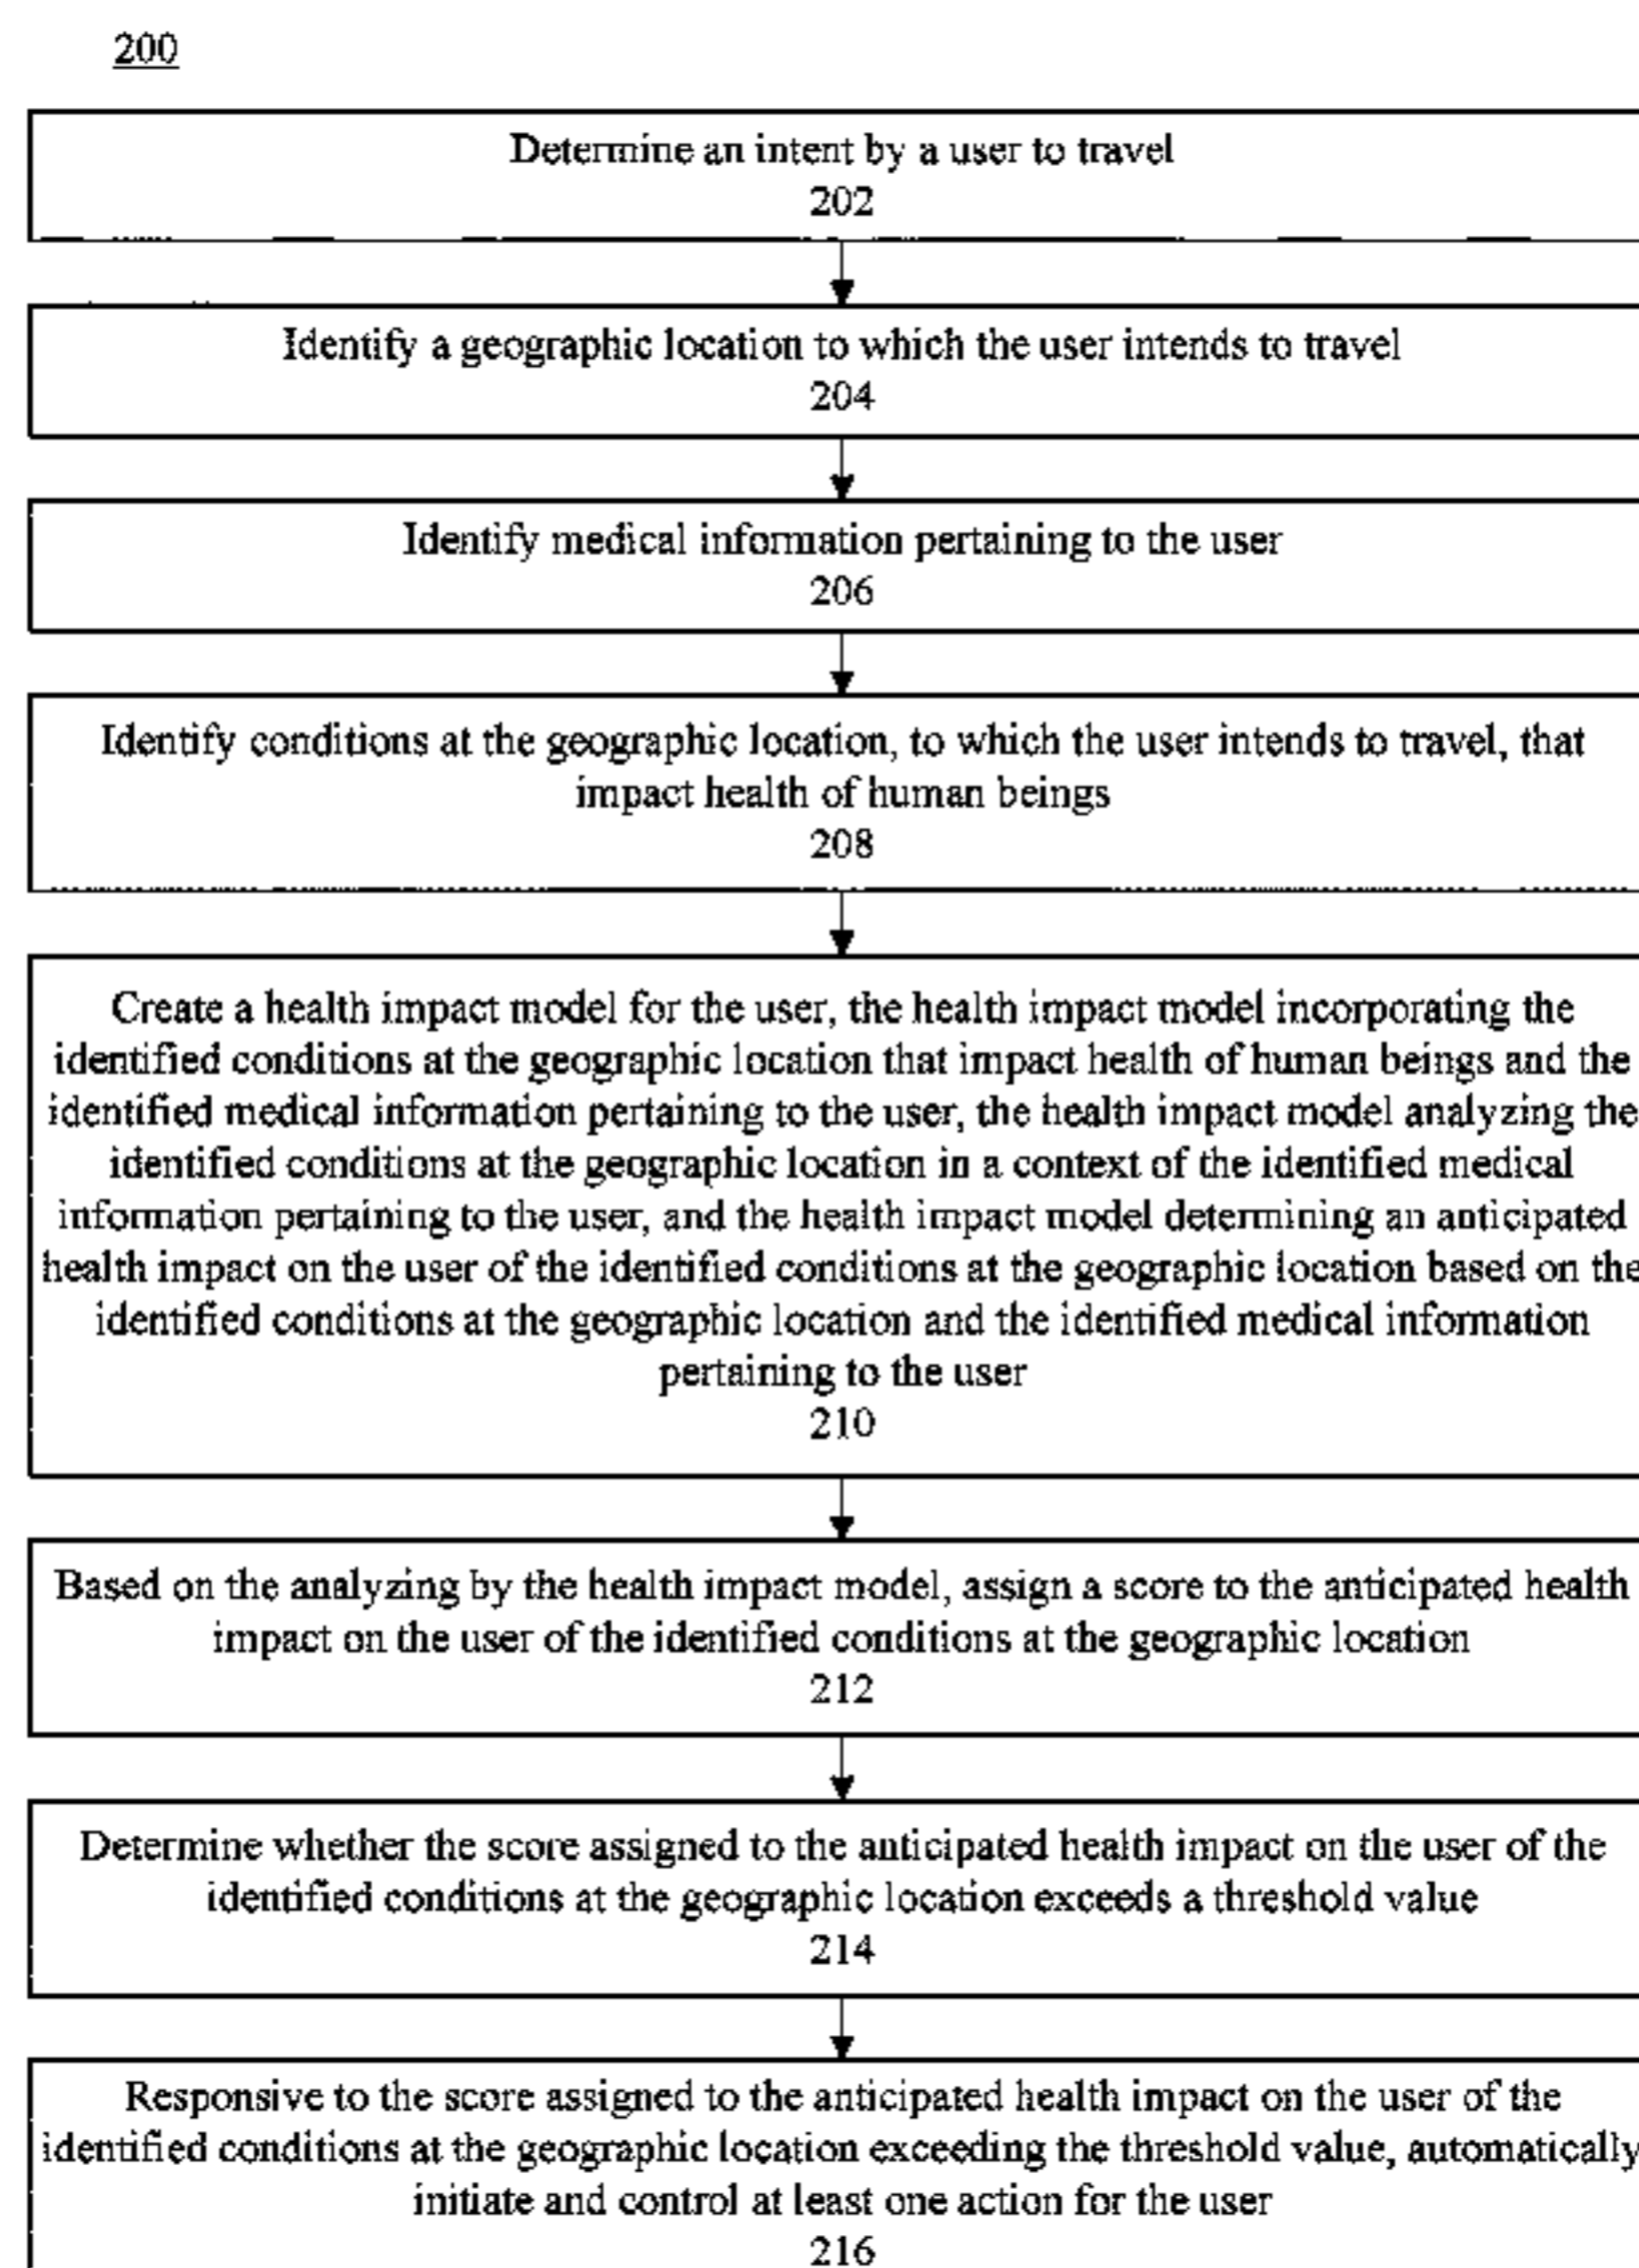 200
Determine an intent by a user to travel
202
Identify a geographic location to which the user intends to travel
204
Identify medical information pertaining to the user
206
Identify conditions at the geographic location, to which the user intends to travel, that
impact health of human beings
208
Create a health impact model for the user, the health impact model incorporating the
identified conditions at the geographic location that impact health of human beings and the
identified medical information pertaining to the user, the health impact model analyzing the
identified conditions at the geographic location in a context of the identified medical
information pertaining to the user, and the health impact model determining an anticipated
health impact on the user of the identified conditions at the geographic location based on the
identified conditions at the geographic location and the identified medical information
pertaining to the user
210
Based on the analyzing by the health impact model, assign a score to the anticipated health
impact on the user of the identified conditions at the geographic location
212
Determine whether the score assigned to the anticipated health impact on the user of the
identified conditions at the geographic location exceeds a threshold value
214
Responsive to the score assigned to the anticipated health impact on the user of the
identified conditions at the geographic location exceeding the threshold value, automatically
initiate and control at least one action for the user
216